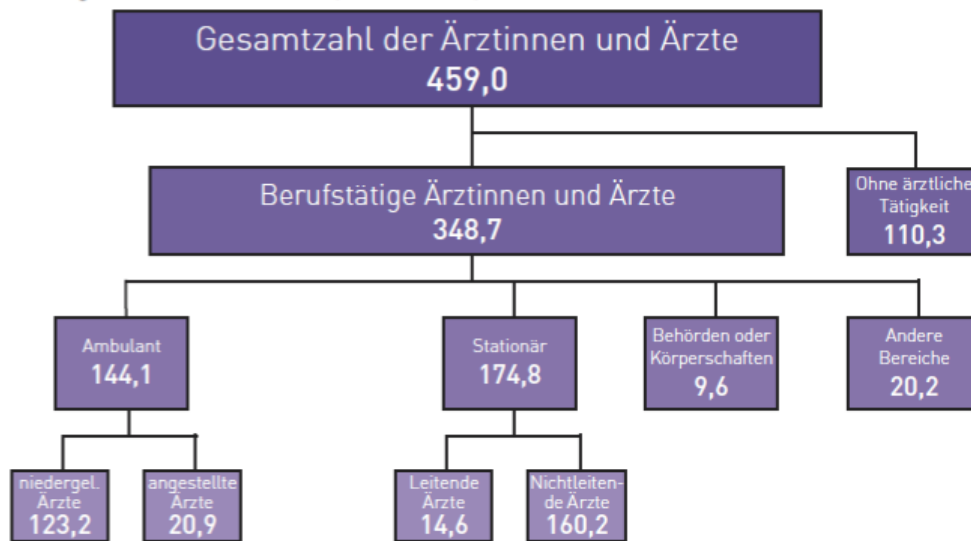 Gesamtzahl der Ärztinnen und Ärzte
459,0
Berufstätige Ärztinnen und Ärzte
348,7
Ohne ärztliche
Tätigkeit
110,3
Ambulant
144,1
Stationär
174,8
Behörden oder
Körperschaften
9,6
Andere
Bereiche
20,2
niedergel.
Ärzte
123,2
angestellte
Ärzte
20,9
Leitende
Ärzte
14,6
Nichtleiten-
de Ärzte
160,2